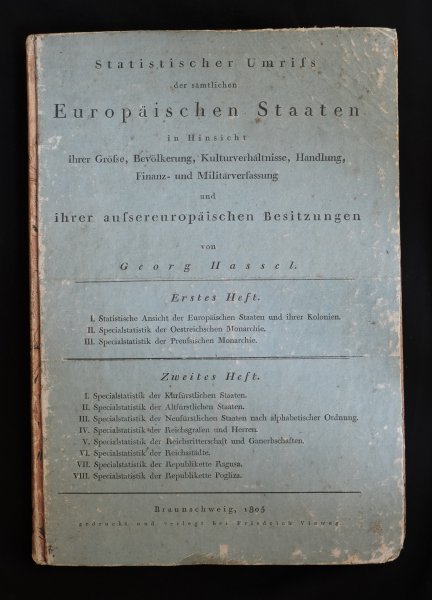 Statistischer Umriſs
der sämtlichen
Europäischen Staaten
in Hinsicht
ihrer Größe, Bevölkerung, Kulturverhältnisse, Handlung,
Finanz- und Militärverfassung
und
ihrer auſsereuropäischen Besitzungen
von
Georg Hassel.
Erstes Heft.
I. Statistische Ansicht der Europäischen Staaten und ihrer Kolonien.
II. Specialstatistik der Oestreichschen Monarchie.
III. Specialstatistik der Preuſsischen Monarchie.
Zweites Heft.
I. Specialstatistik der Kurfürstlichen Staaten.
II. Specialstatistik der Altfürstlichen Staaten.
III. Specialstatistik der Neufürstlichen Staaten nach alphabetischer Ordnung.
IV. Specialstatistik der Reichsgrafen und Herren.
V. Specialstatistik der Reichsritterschaft und Ganerbschaften.
VI. Specialstatistik der Reichsstädte.
VII. Specialstatistik der Republikette Ragusa.
VIII. Specialstatistik der Republikette Pogliza.
Braunschweig, 1805
gedruckt und verlegt bei Friedrich Vieweg.